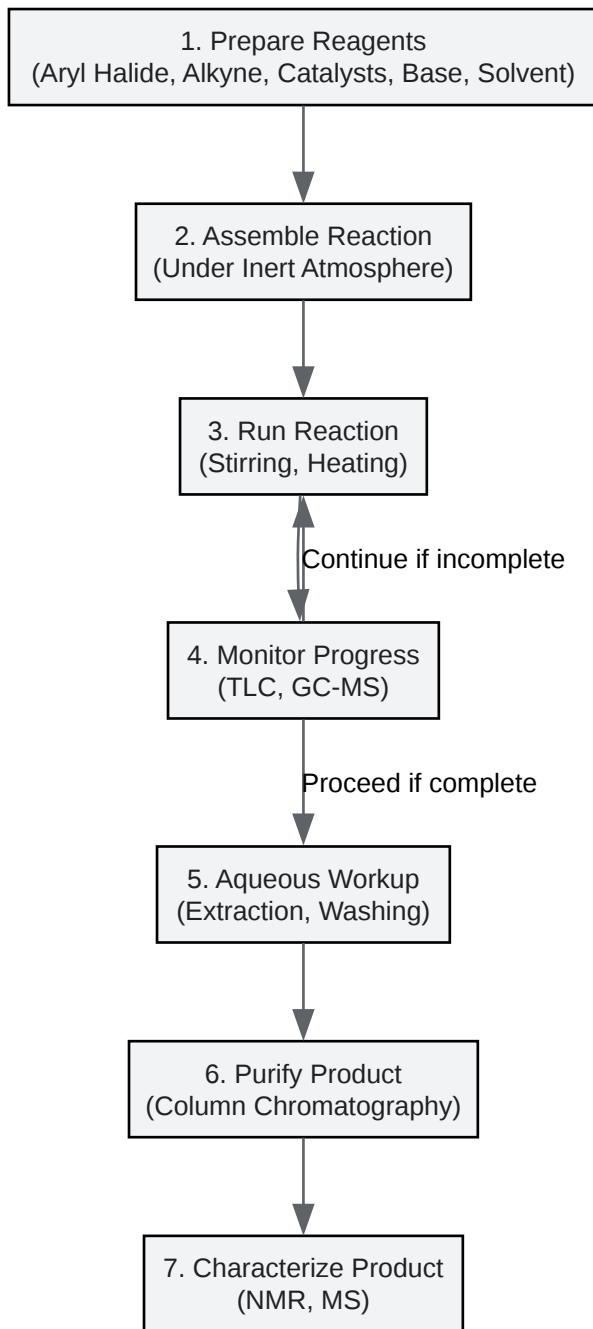 1. Prepare Reagents
(Aryl Halide, Alkyne, Catalysts, Base, Solvent)
2. Assemble Reaction
(Under Inert Atmosphere)
3. Run Reaction
(Stirring, Heating)
Continue if incomplete
4. Monitor Progress
(TLC, GC-MS)
Proceed if complete
5. Aqueous Workup
(Extraction, Washing)
6. Purify Product
(Column Chromatography)
7. Characterize Product
(NMR, MS)